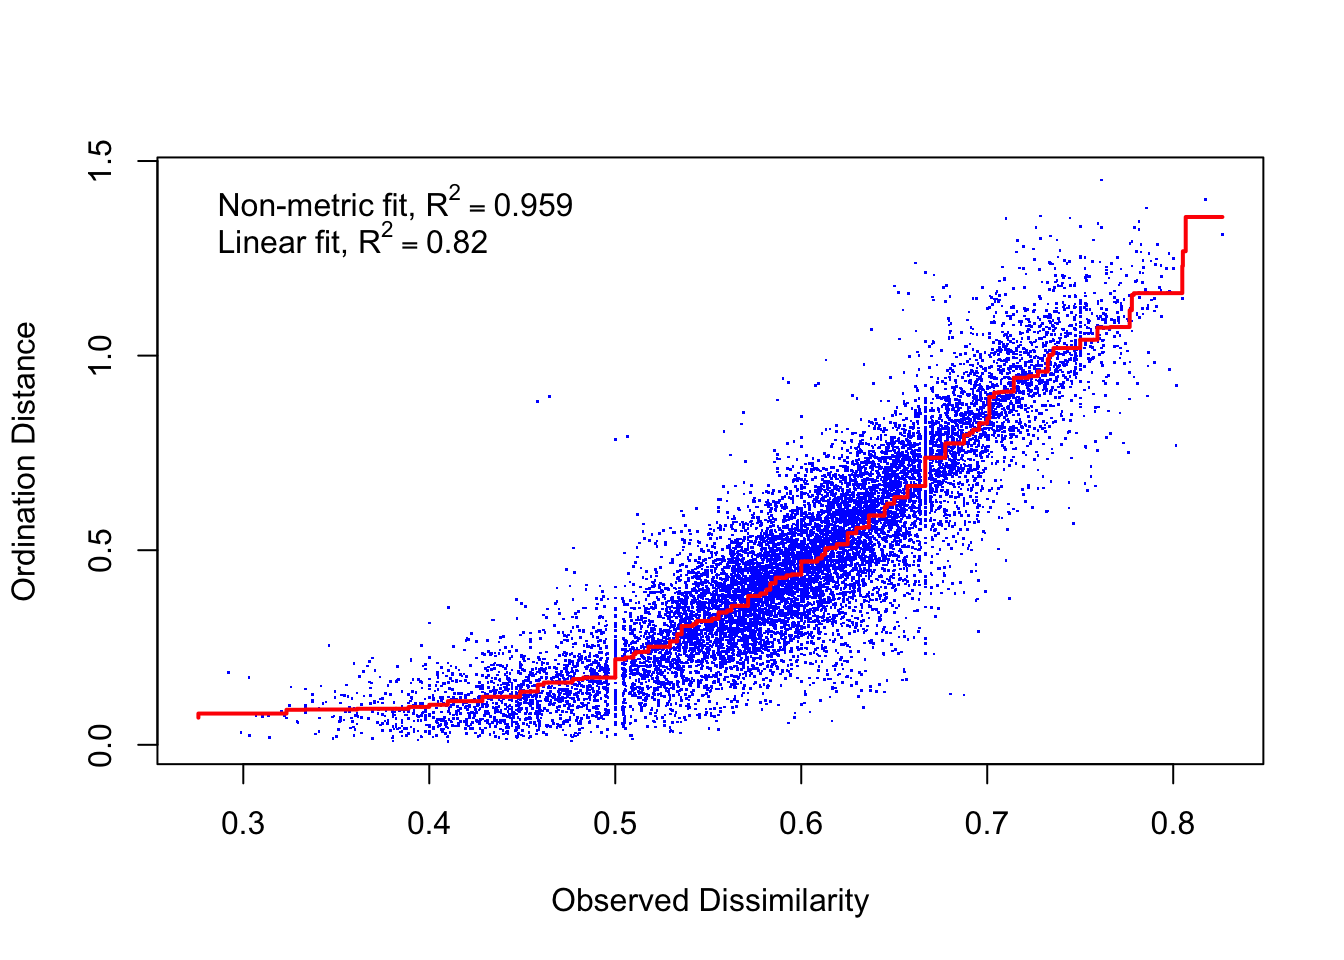 Non-metric fit, R² = 0.959
Linear fit, R² = 0.82
Ordination Distance
1.5
1.0
0.5
0.0
0.3 0.4 0.5 0.6 0.7 0.8
Observed Dissimilarity